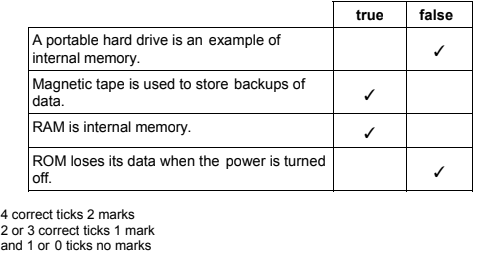 true false
A portable hard drive is an example of
internal memory.
✓
Magnetic tape is used to store backups of
data.
✓
RAM is internal memory.
✓
ROM loses its data when the power is turned
off.
✓
4 correct ticks 2 marks
2 or 3 correct ticks 1 mark
and 1 or 0 ticks no marks